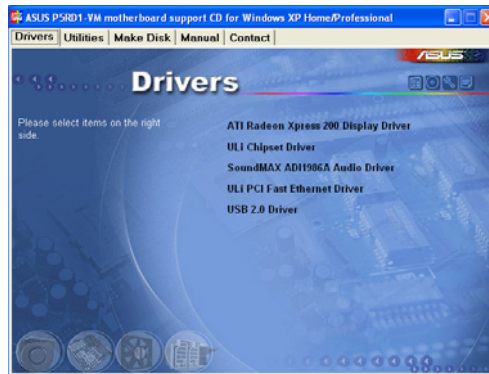 ASUS P5RD1-VM motherboard support CD for Windows XP Home/Professional
Drivers Utilities Make Disk Manual Contact
ASUS
Drivers
Please select items on the right
side.
ATI Radeon Xpress 200 Display Driver
ULi Chipset Driver
SoundMAX ADI1986A Audio Driver
ULi PCI Fast Ethernet Driver
USB 2.0 Driver